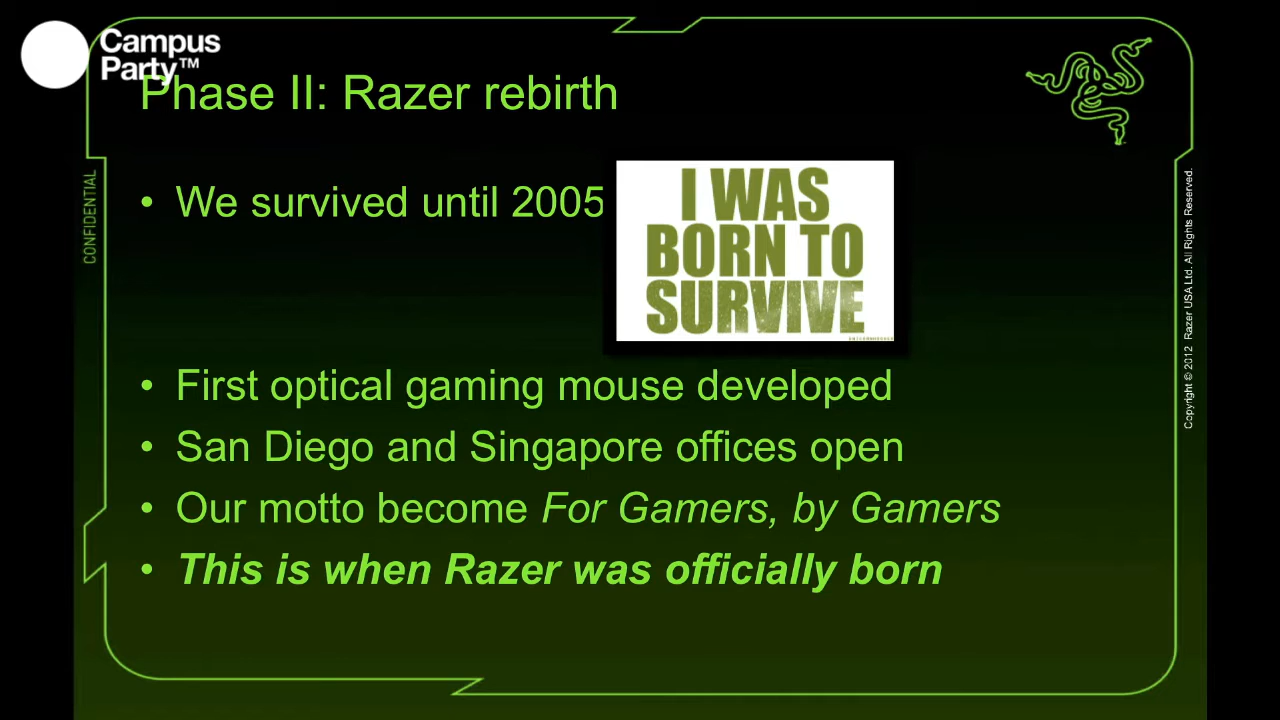 Campus
Party™
Phase II: Razer rebirth
CONFIDENTIAL
• We survived until 2005
I WAS
BORN TO
SURVIVE
• First optical gaming mouse developed
• San Diego and Singapore offices open
• Our motto become For Gamers, by Gamers
• This is when Razer was officially born
Copyright © 2012 Razer USA Ltd. All Rights Reserved.